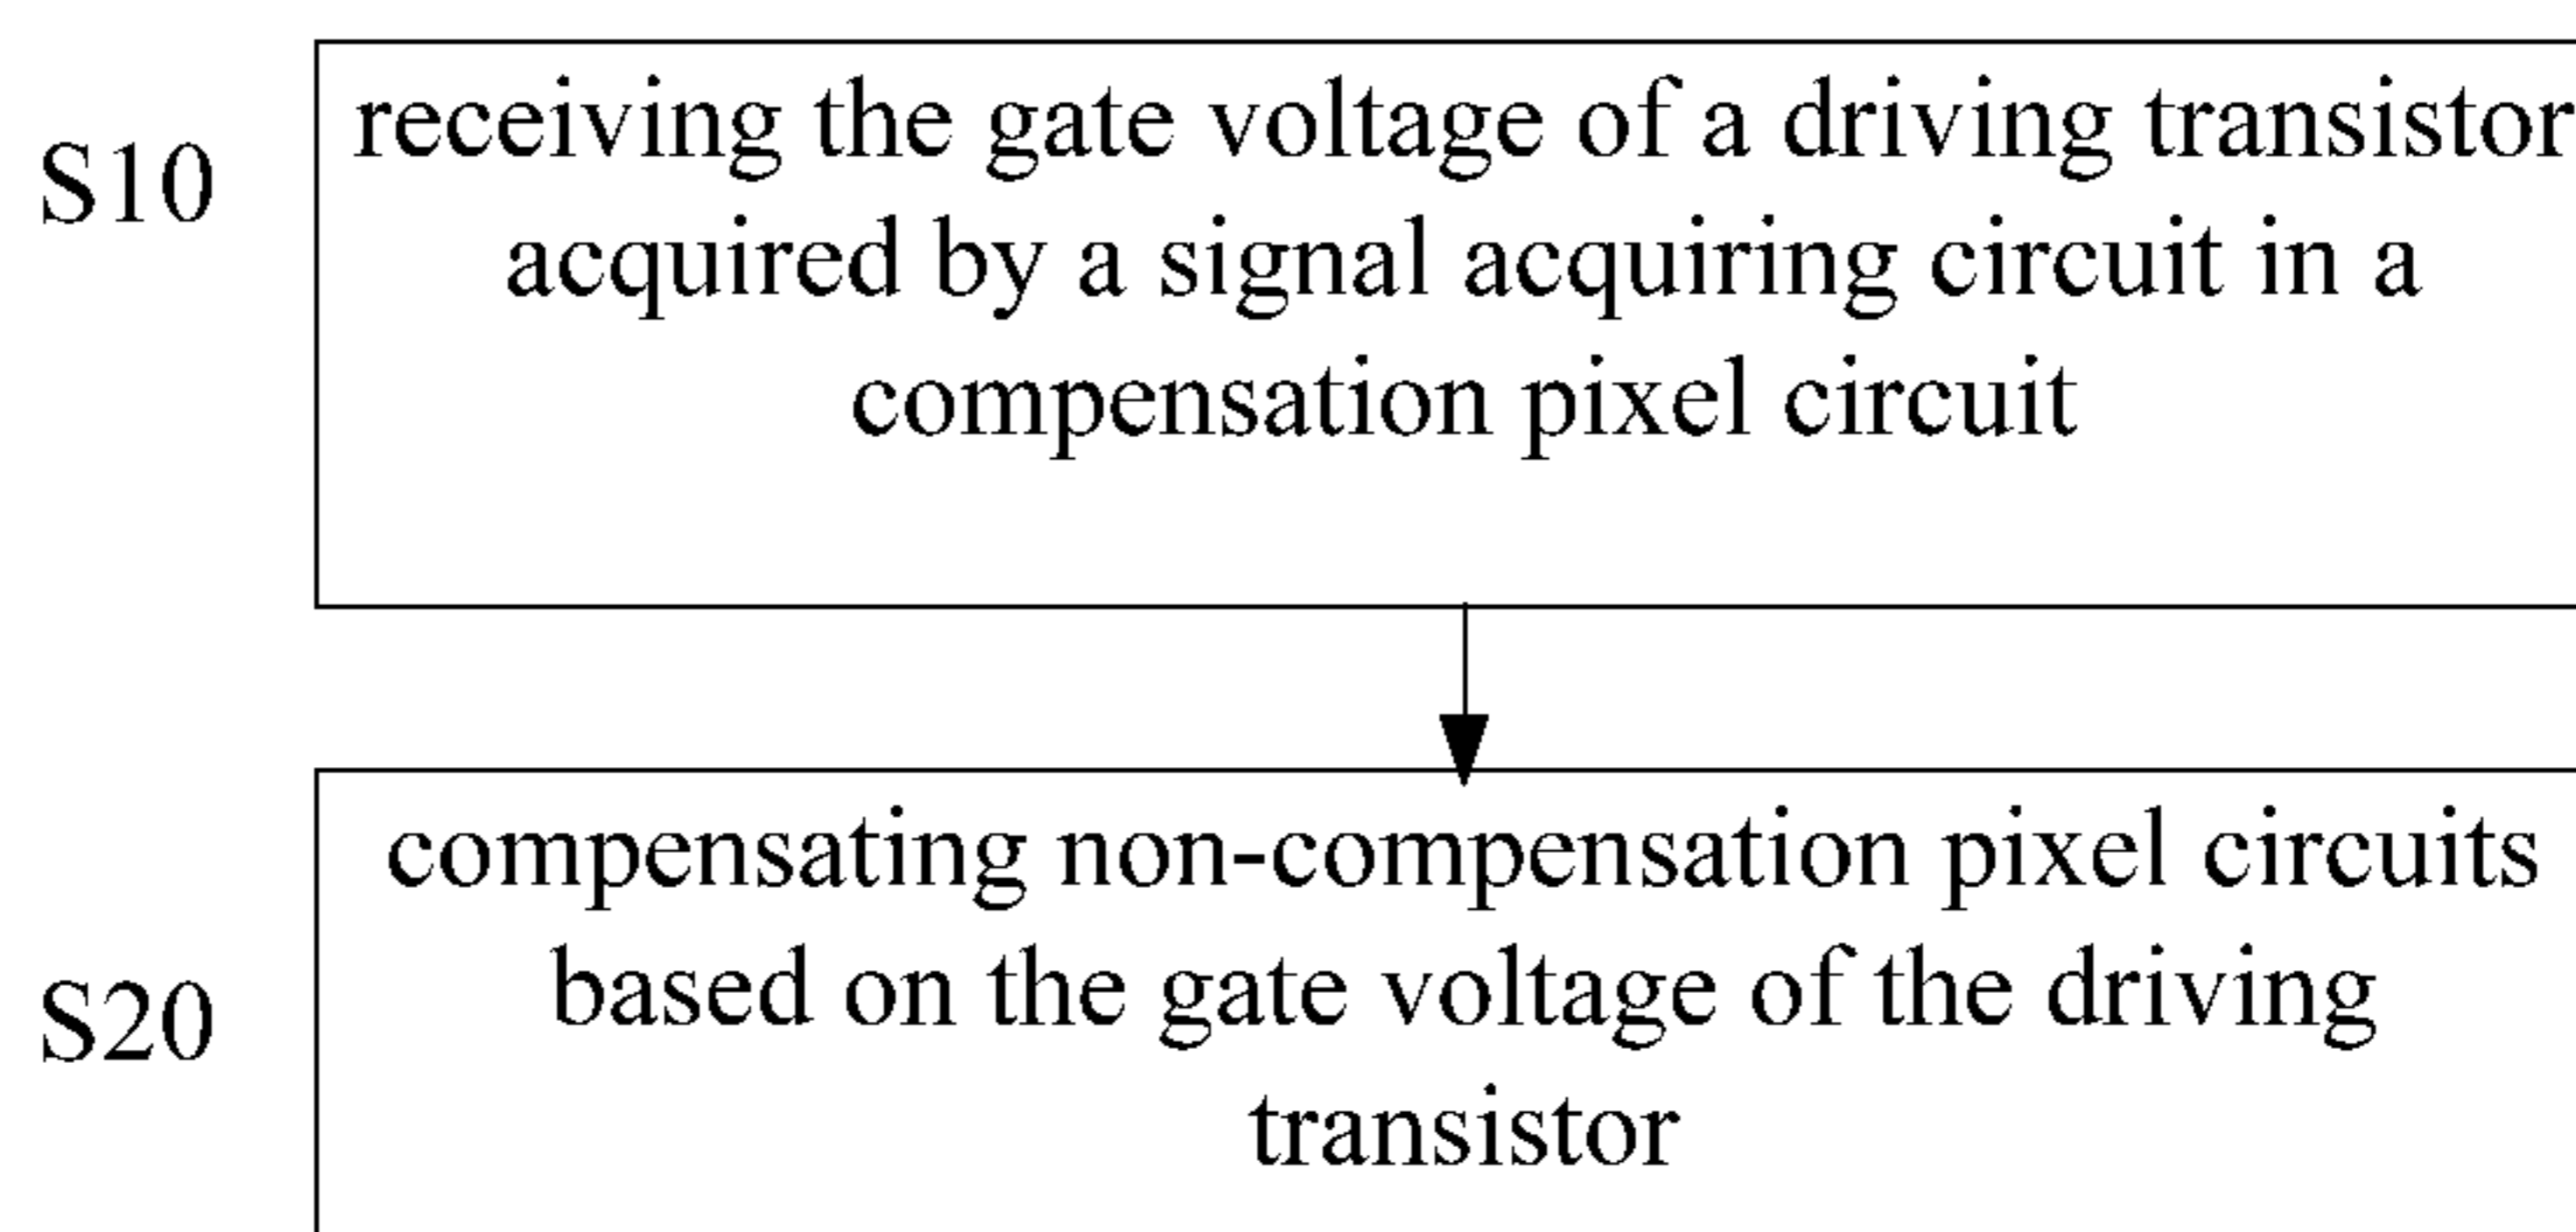 S10
receiving the gate voltage of a driving transistor
acquired by a signal acquiring circuit in a
compensation pixel circuit
S20
compensating non-compensation pixel circuits
based on the gate voltage of the driving
transistor